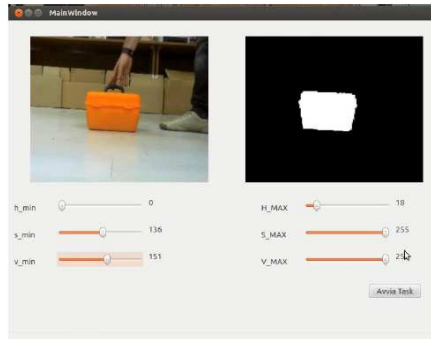 MainWindow
h_min 0 H_MAX 18
s_min 136 S_MAX 255
v_min 151 V_MAX
Avvia Task